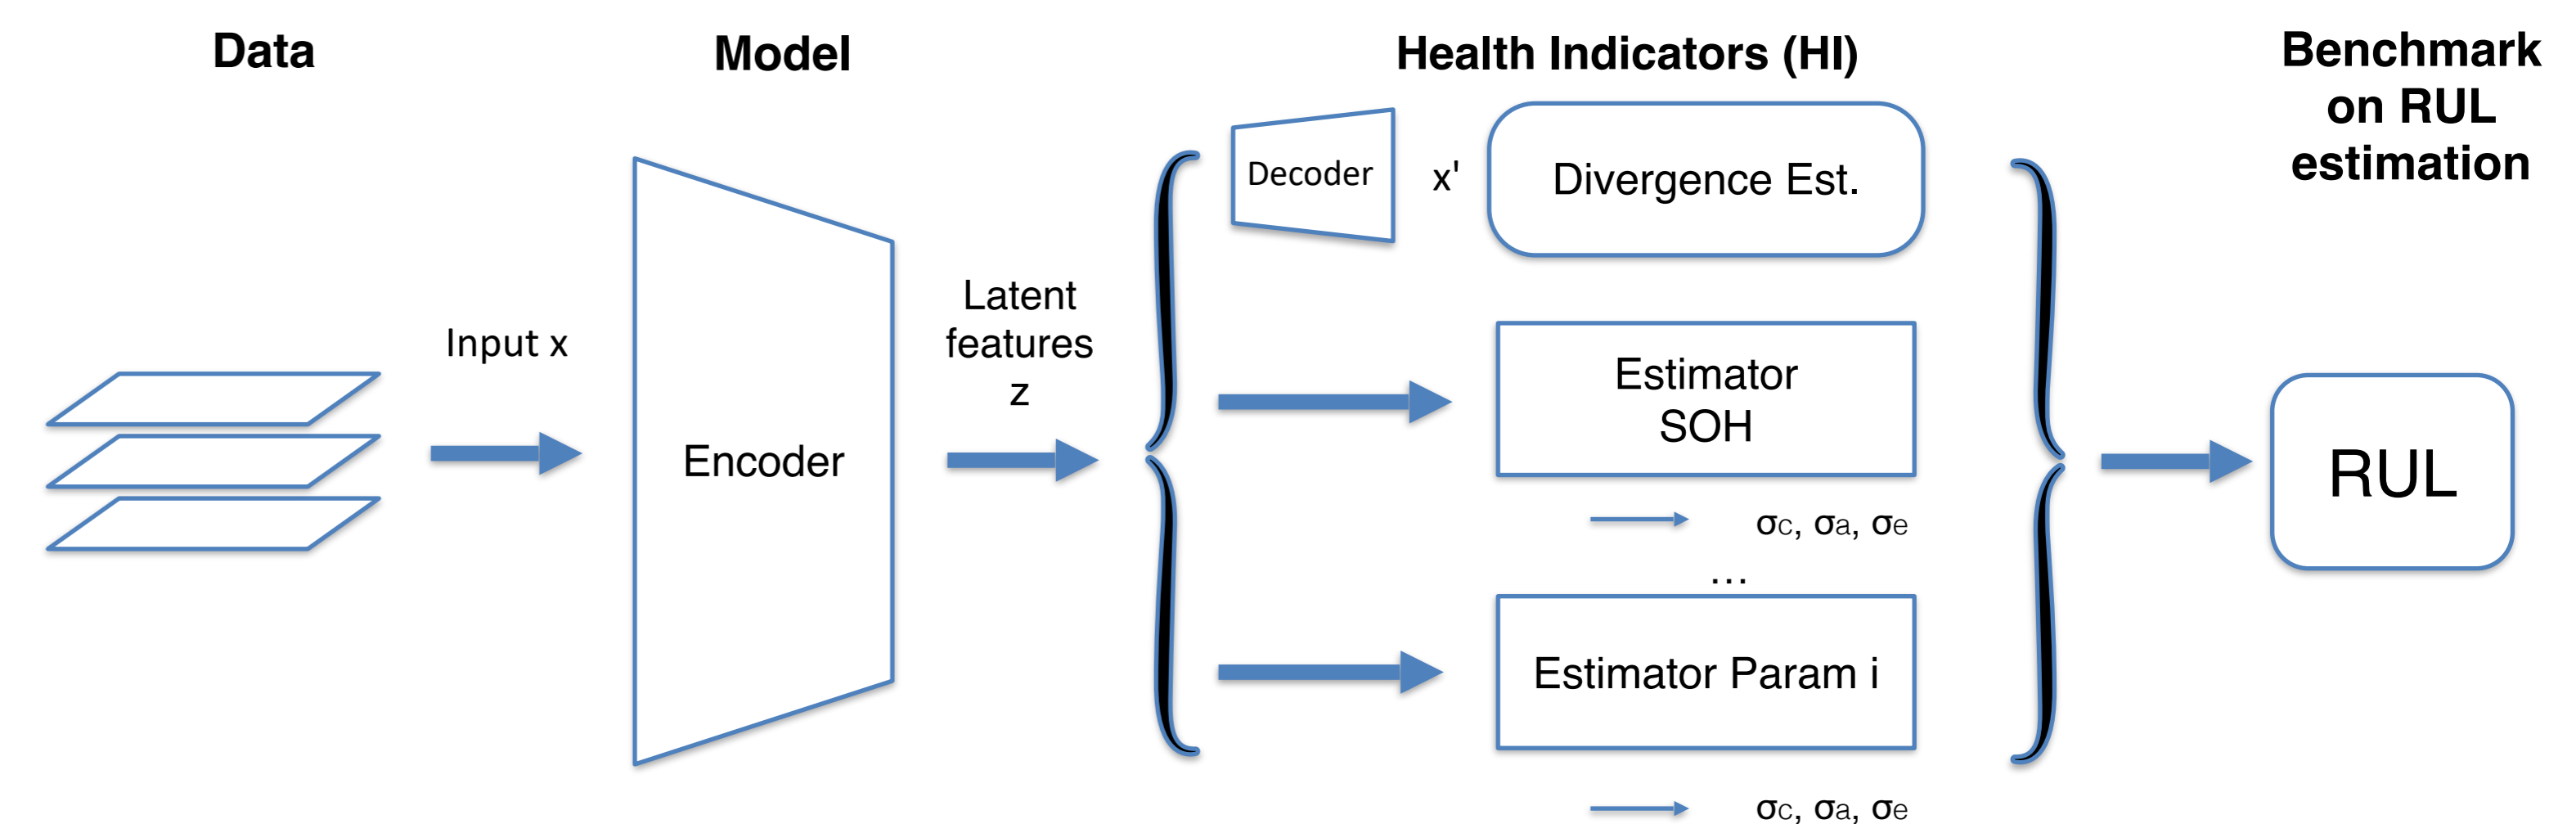 Data
Model
Health Indicators (HI)
Benchmark
on RUL
estimation
Input x
Encoder
Latent
features
z
Decoder
x'
Divergence Est.
Estimator
SOH
σc, σa, σe
...
Estimator Param i
σc, σa, σe
RUL